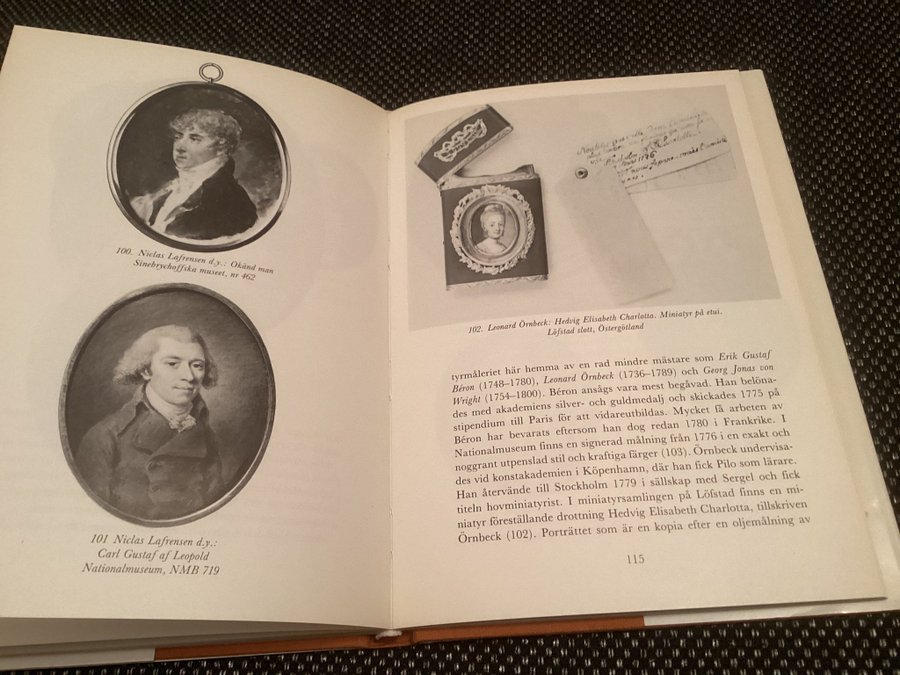 100. Niclas Lafrensen d.y.: Okänd man
Sinebrychoffska museet, nr 462
101 Niclas Lafrensen d.y.:
Carl Gustaf af Leopold
Nationalmuseum, NMB 719
102. Leonard Örnbeck: Hedvig Elisabeth Charlotta. Miniatyr på etui.
Löfstad slott, Östergötland
tyrmåleriet här hemma av en rad mindre mästare som Erik Gustaf
Béron (1748–1780), Leonard Örnbeck (1736–1789) och Georg Jonas von
Wright (1754–1800). Béron ansågs vara mest begåvad. Han belöna-
des med akademiens silver- och guldmedalj och skickades 1775 på
stipendium till Paris för att vidareutbildas. Mycket få arbeten av
Béron har bevarats eftersom han dog redan 1780 i Frankrike. I
Nationalmuseum finns en signerad målning från 1776 i en exakt och
noggrant utpenslad stil och kraftiga färger (103). Örnbeck undervisa-
des vid konstakademien i Köpenhamn, där han fick Pilo som lärare.
Han återvände till Stockholm 1779 i sällskap med Sergel och fick
titeln hovminiatyrist. I miniatyrsamlingen på Löfstad finns en mi-
niatyr föreställande drottning Hedvig Elisabeth Charlotta, tillskriven
Örnbeck (102). Porträttet som är en kopia efter en oljemålning av
115